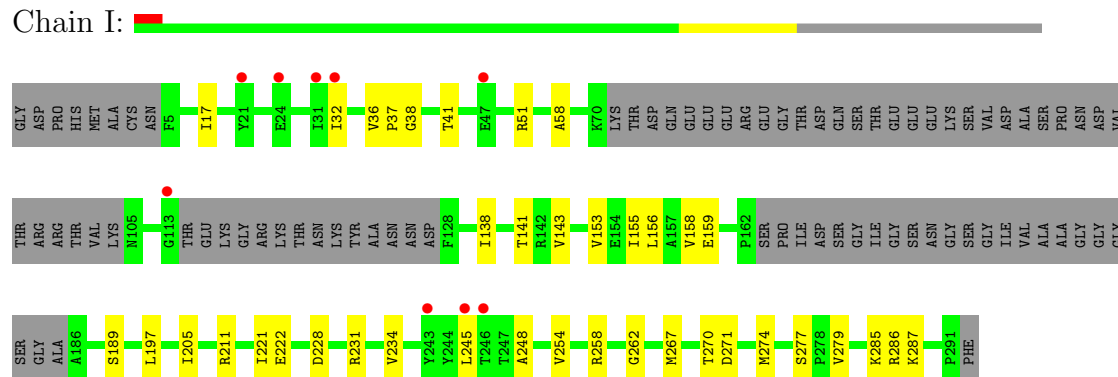 Chain I:
GLY ASP PRO HIS MET ALA CYS ASN F5 I17 Y21 E24 I31 I32 V36 P37 G38 T41 E47 R51 A58 K70 LYS THR ASP GLN GLU GLU GLU GLU ARG GLU GLY THR ASP GLN SER THR GLU GLU GLU LYS SER VAL ASP ALA SER PRO ASN ASP VAL
THR ARG ARG THR VAL LYS N105 G113 THR GLU LYS GLY ARG LYS THR ASN LYS TYR ALA ASN ASN ASP F128 I138 T141 R142 V143 V153 E154 I155 L156 A157 V158 E159 P162 SER PRO ILE ASP SER GLY ILE GLY SER ASN GLY SER GLY ILE VAL ALA ALA GLY GLY GLY
SER GLY ALA A186 S189 L197 I205 R211 I221 E222 D228 R231 V234 Y243 Y244 L245 T246 T247 A248 V254 R258 G262 M267 T270 D271 M274 S277 P278 V279 K285 R286 K287 P291 PHE